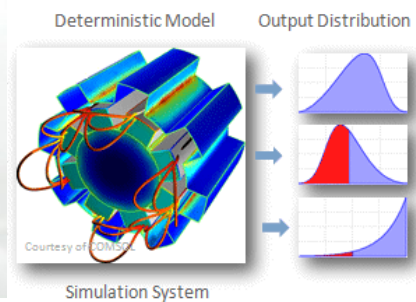 Deterministic Model
Output Distribution
Courtesy of COMSOL
Simulation System